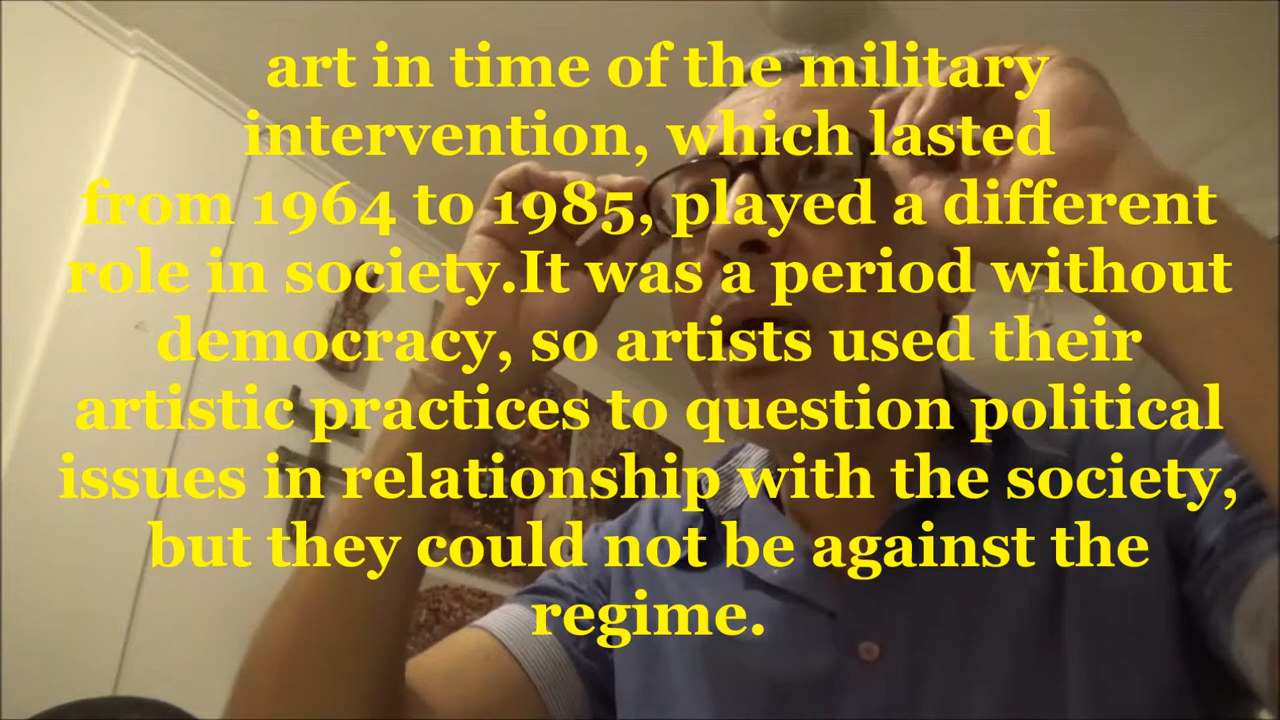 art in time of the military
intervention, which lasted
from 1964 to 1985, played a different
role in society.It was a period without
democracy, so artists used their
artistic practices to question political
issues in relationship with the society,
but they could not be against the
regime.